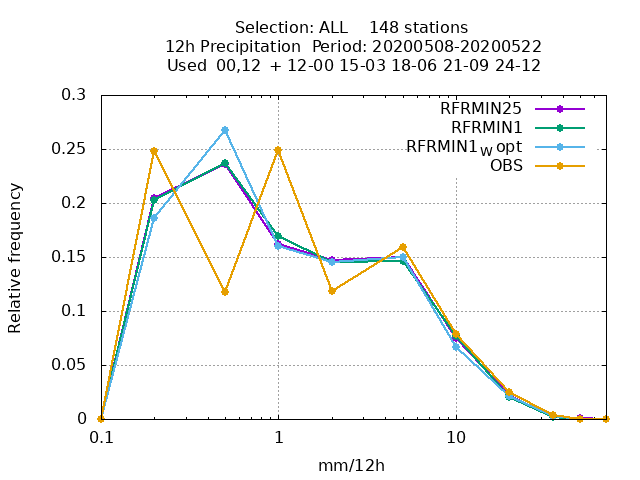 Selection: ALL    148 stations
12h Precipitation  Period: 20200508-20200522
Used  00,12  + 12-00 15-03 18-06 21-09 24-12
RFRMIN25
RFRMIN1
RFRMIN1wopt
OBS
Relative frequency
0.3
0.25
0.2
0.15
0.1
0.05
0
0.1 1 10
mm/12h